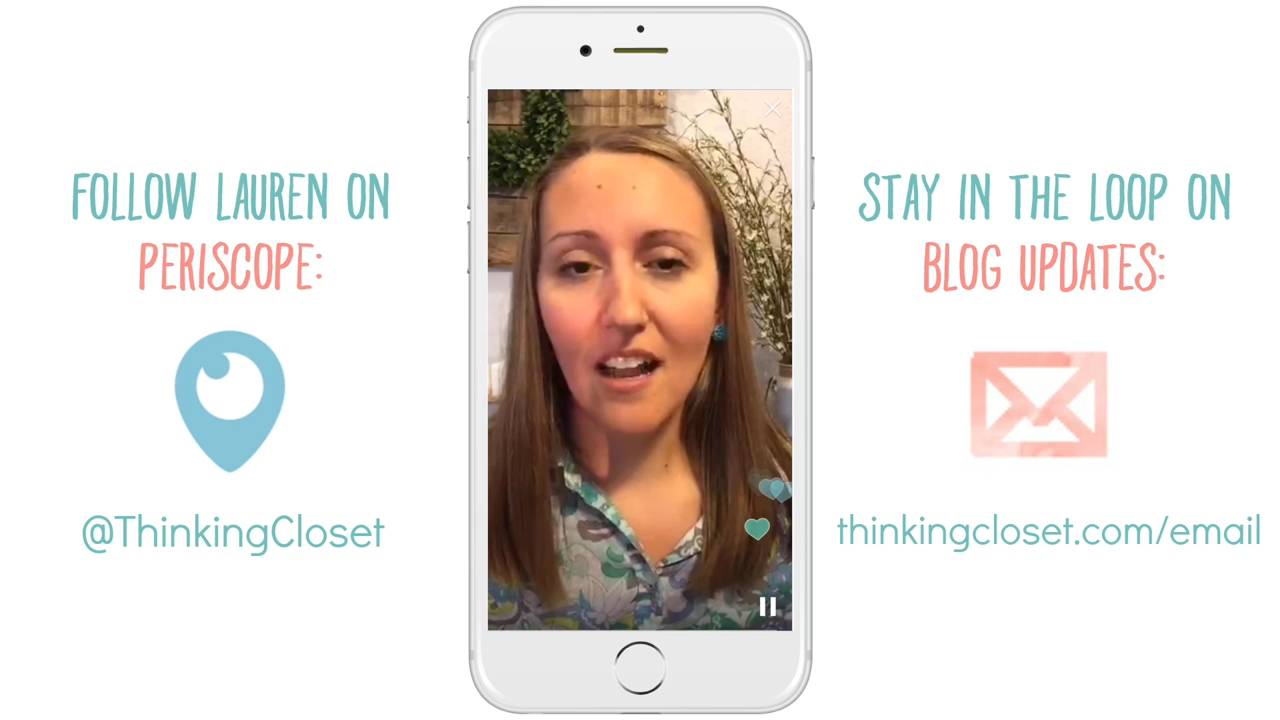 FOLLOW LAUREN ON
PERISCOPE:
@ThinkingCloset
STAY IN THE LOOP ON
BLOG UPDATES:
thinkingcloset.com/email